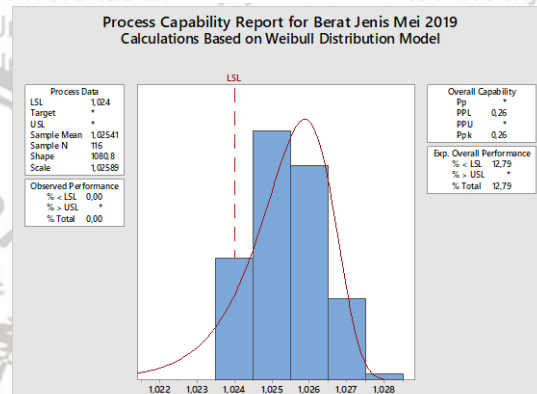 Process Capability Report for Berat Jenis Mei 2019
Calculations Based on Weibull Distribution Model
LSL
Process Data
LSL 1,024
Target *
USL *
Sample Mean 1,02541
Sample N 116
Shape 1080,8
Scale 1,02589
Observed Performance
% < LSL 0,00
% > USL *
% Total 0,00
Overall Capability
Pp *
PPL 0,26
PPU *
Ppk 0,26
Exp. Overall Performance
% < LSL 12,79
% > USL *
% Total 12,79
1,022 1,023 1,024 1,025 1,026 1,027 1,028